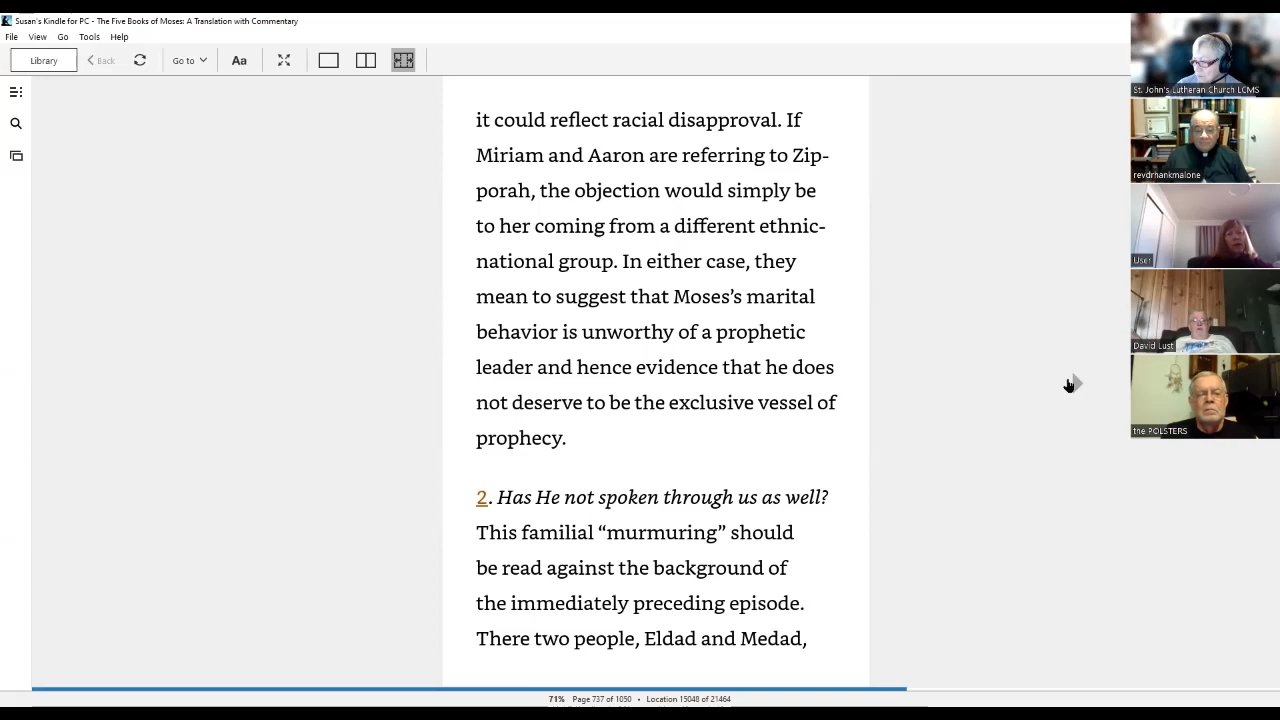 Susan's Kindle for PC - The Five Books of Moses: A Translation with Commentary
File View Go Tools Help
Library Back Go to Aa
it could reflect racial disapproval. If
Miriam and Aaron are referring to Zip-
porah, the objection would simply be
to her coming from a different ethnic-
national group. In either case, they
mean to suggest that Moses’s marital
behavior is unworthy of a prophetic
leader and hence evidence that he does
not deserve to be the exclusive vessel of
prophecy.
2. Has He not spoken through us as well?
This familial “murmuring” should
be read against the background of
the immediately preceding episode.
There two people, Eldad and Medad,
71% Page 737 of 1050 • Location 15048 of 21464
St. John's Lutheran Church LCMS
revdrhankmalone
User
David Lust
the POLSTERS